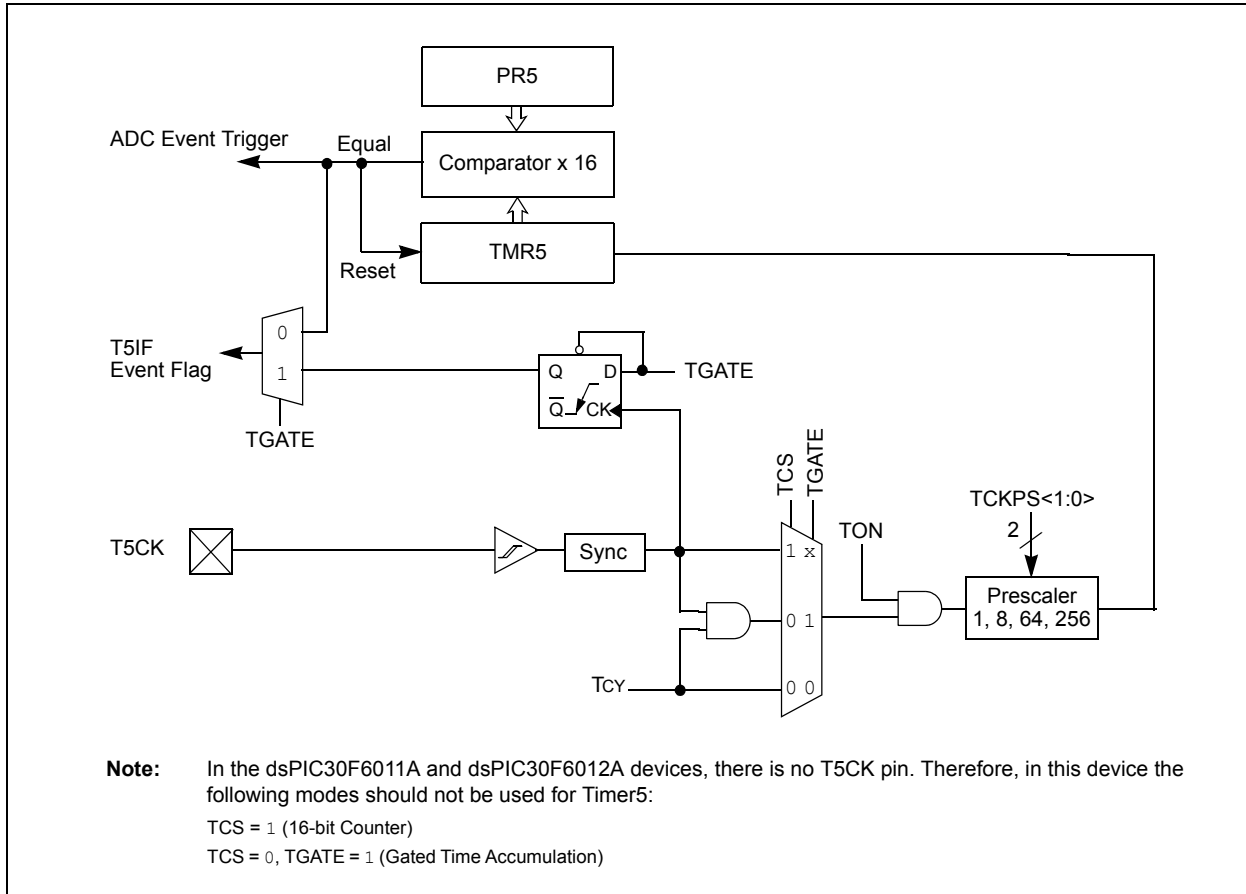 PR5
ADC Event Trigger
Equal
Comparator x 16
TMR5
Reset
0
T5IF
Event Flag
1
Q
D
TGATE
Q
CK
TGATE
TCS
TGATE
TCKPS<1:0>
2
TON
T5CK
Sync
1 x
Prescaler
1, 8, 64, 256
0 1
TCY
0 0
Note: In the dsPIC30F6011A and dsPIC30F6012A devices, there is no T5CK pin. Therefore, in this device the
following modes should not be used for Timer5:
TCS = 1 (16-bit Counter)
TCS = 0, TGATE = 1 (Gated Time Accumulation)